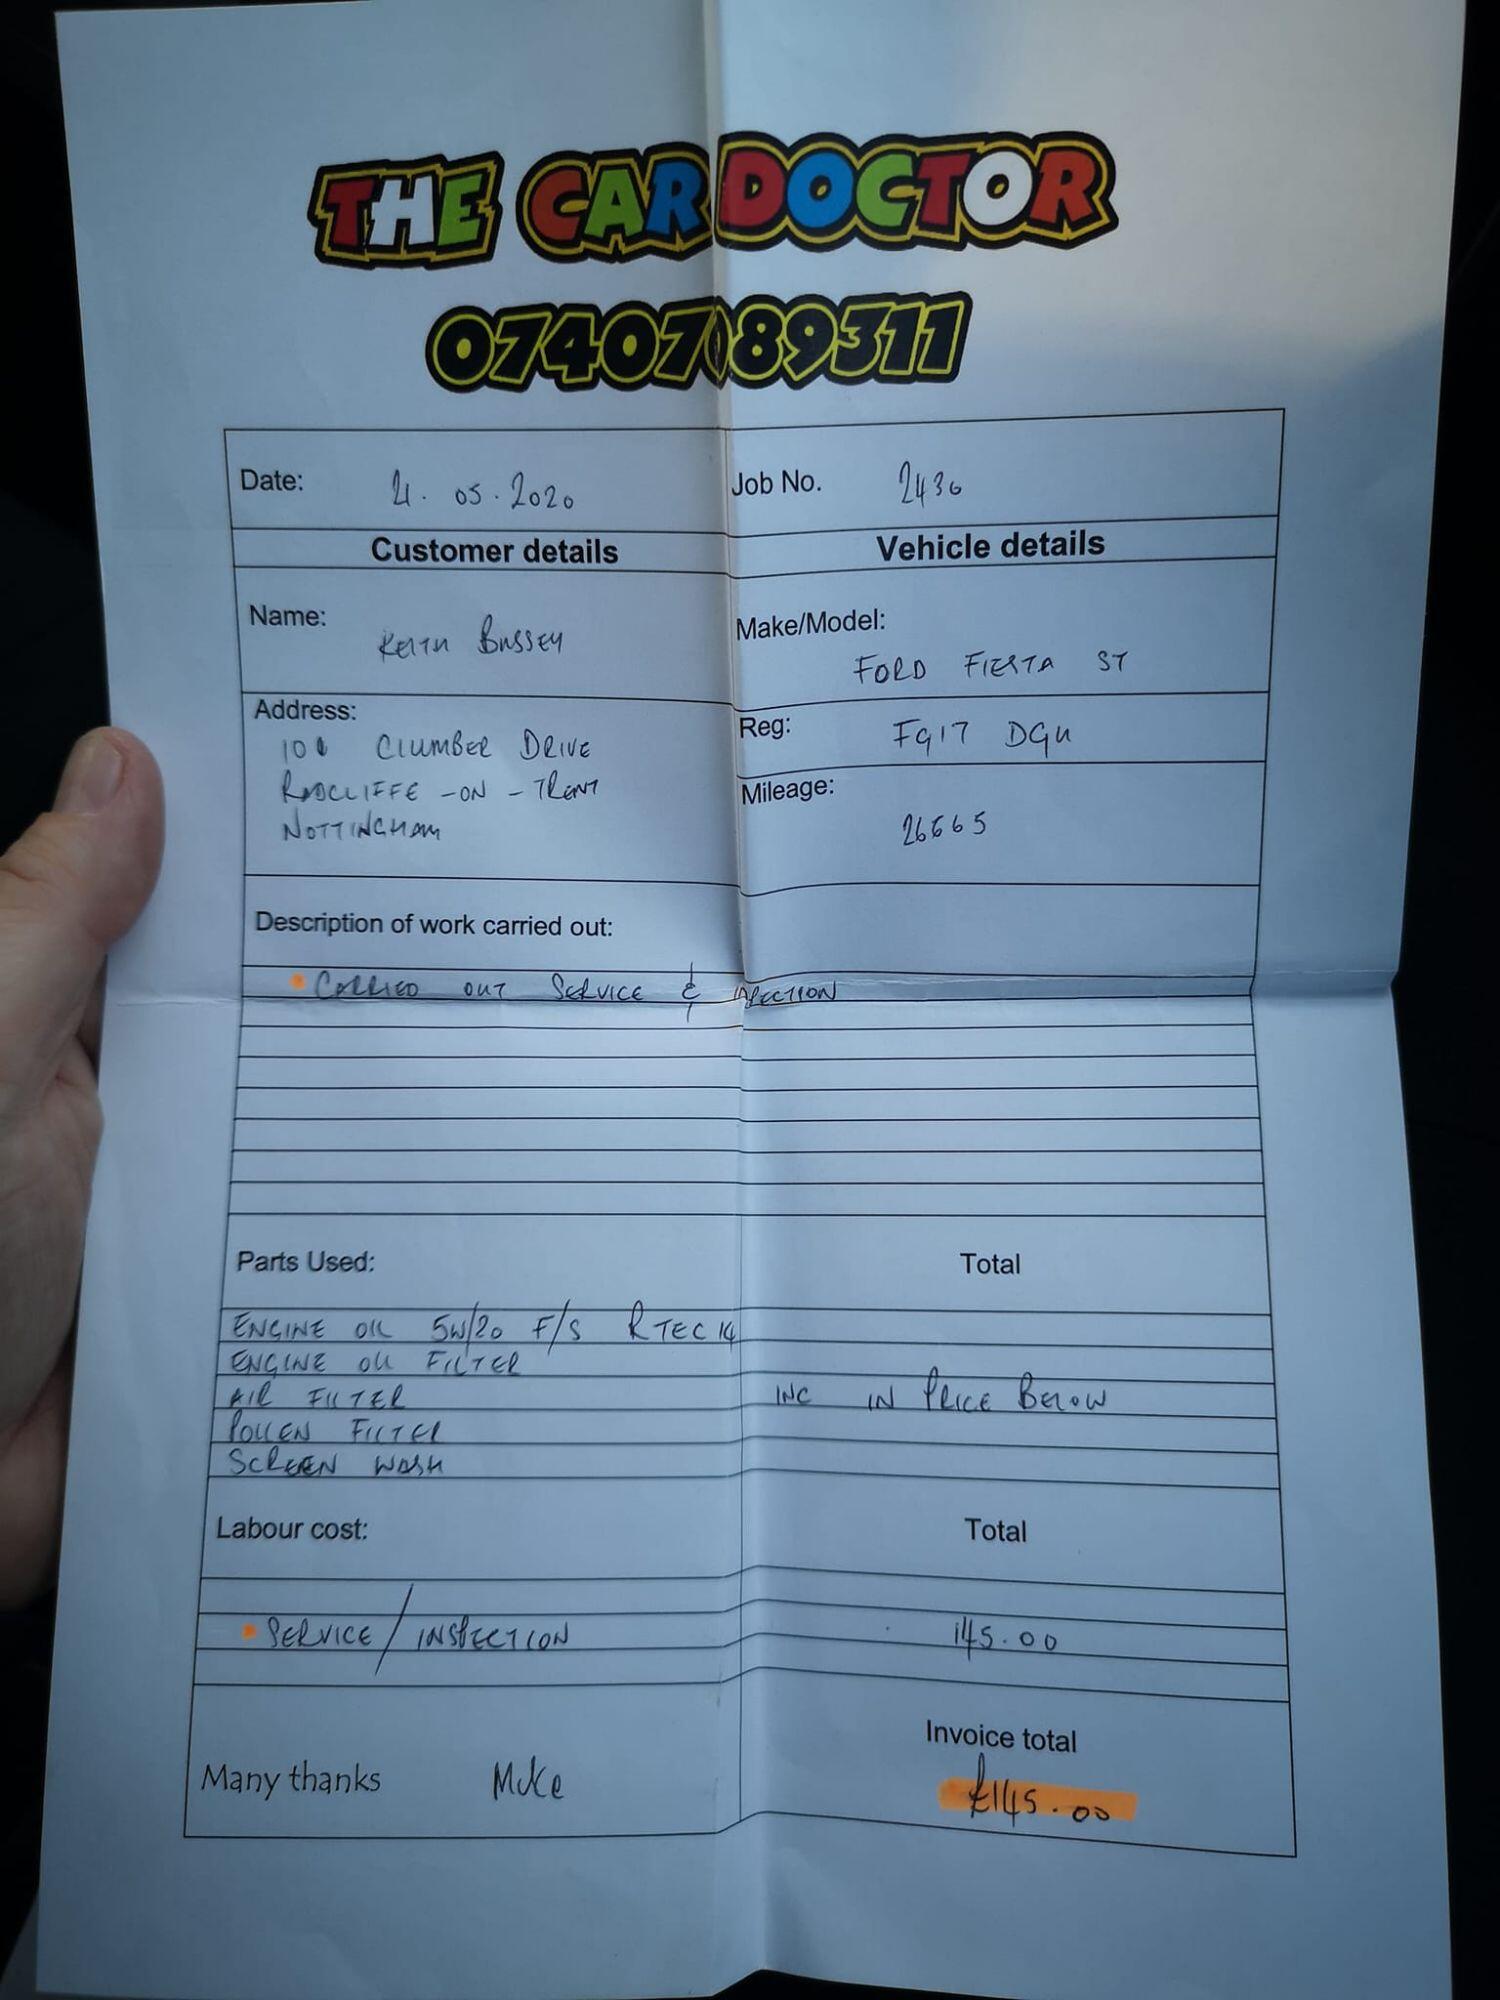 THE CAR DOCTOR
07407089311
Date: 21.05.2020
Job No. 2430
Customer details
Vehicle details
Name: KEITH BUSSEY
Make/Model: FORD FIESTA ST
Address:
CLUMBER DRIVE
RADCLIFFE-ON-TRENT
NOTTINGHAM
Reg: FG17 DGU
Mileage: 26665
Description of work carried out:
• CARRIED OUT SERVICE & INSPECTION
Parts Used: Total
ENGINE OIL 5W/20 F/S RTEC 14
ENGINE OIL FILTER
AIR FILTER INC IN PRICE BELOW
POLLEN FILTER
SCREEN WASH
Labour cost: Total
• SERVICE / INSPECTION 145.00
Invoice total
Many thanks Mike £145.00